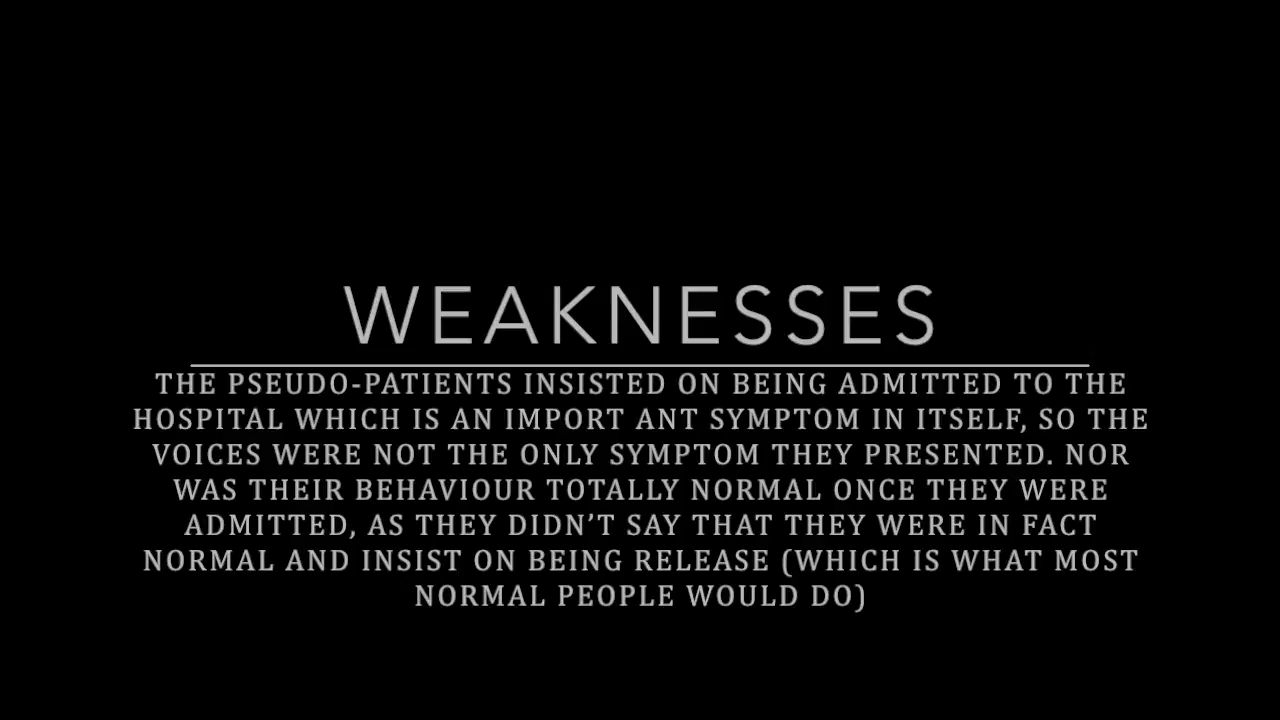 WEAKNESSES
THE PSEUDO-PATIENTS INSISTED ON BEING ADMITTED TO THE
HOSPITAL WHICH IS AN IMPORT ANT SYMPTOM IN ITSELF, SO THE
VOICES WERE NOT THE ONLY SYMPTOM THEY PRESENTED. NOR
WAS THEIR BEHAVIOUR TOTALLY NORMAL ONCE THEY WERE
ADMITTED, AS THEY DIDN’T SAY THAT THEY WERE IN FACT
NORMAL AND INSIST ON BEING RELEASE (WHICH IS WHAT MOST
NORMAL PEOPLE WOULD DO)